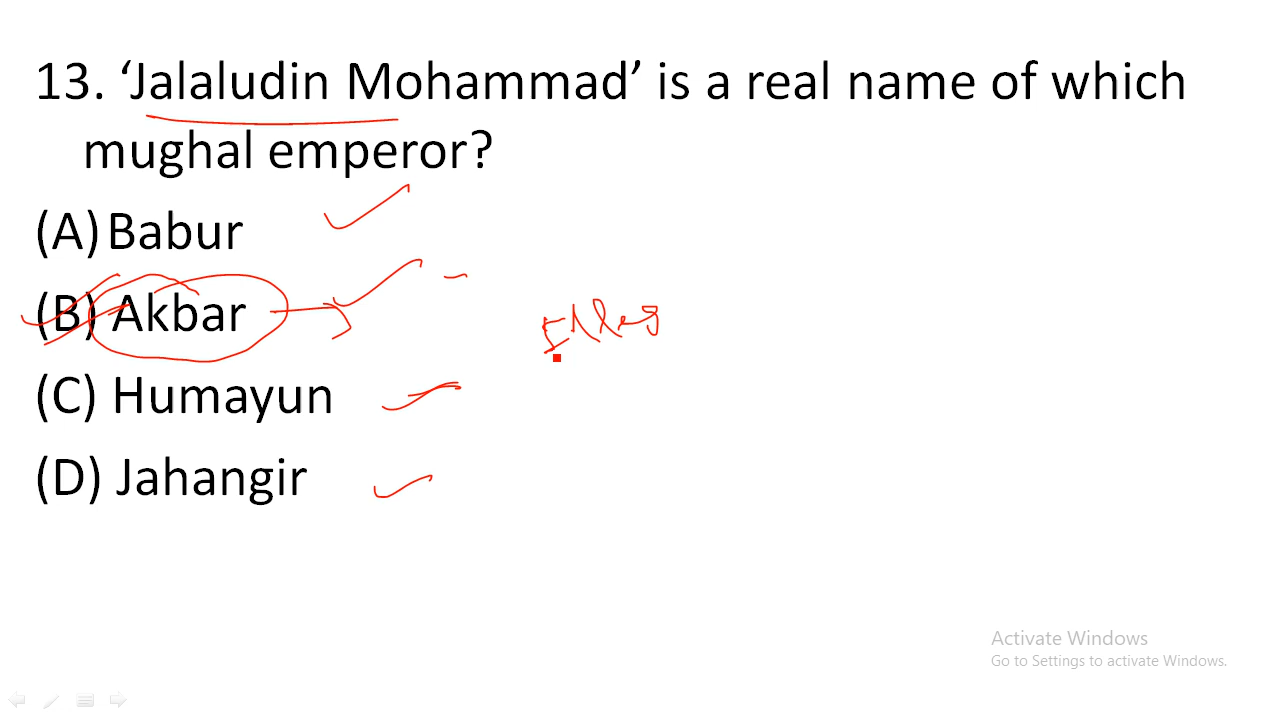 13. ‘Jalaludin Mohammad’ is a real name of which
mughal emperor?
(A) Babur
(B) Akbar
(C) Humayun
(D) Jahangir
Activate Windows
Go to Settings to activate Windows.